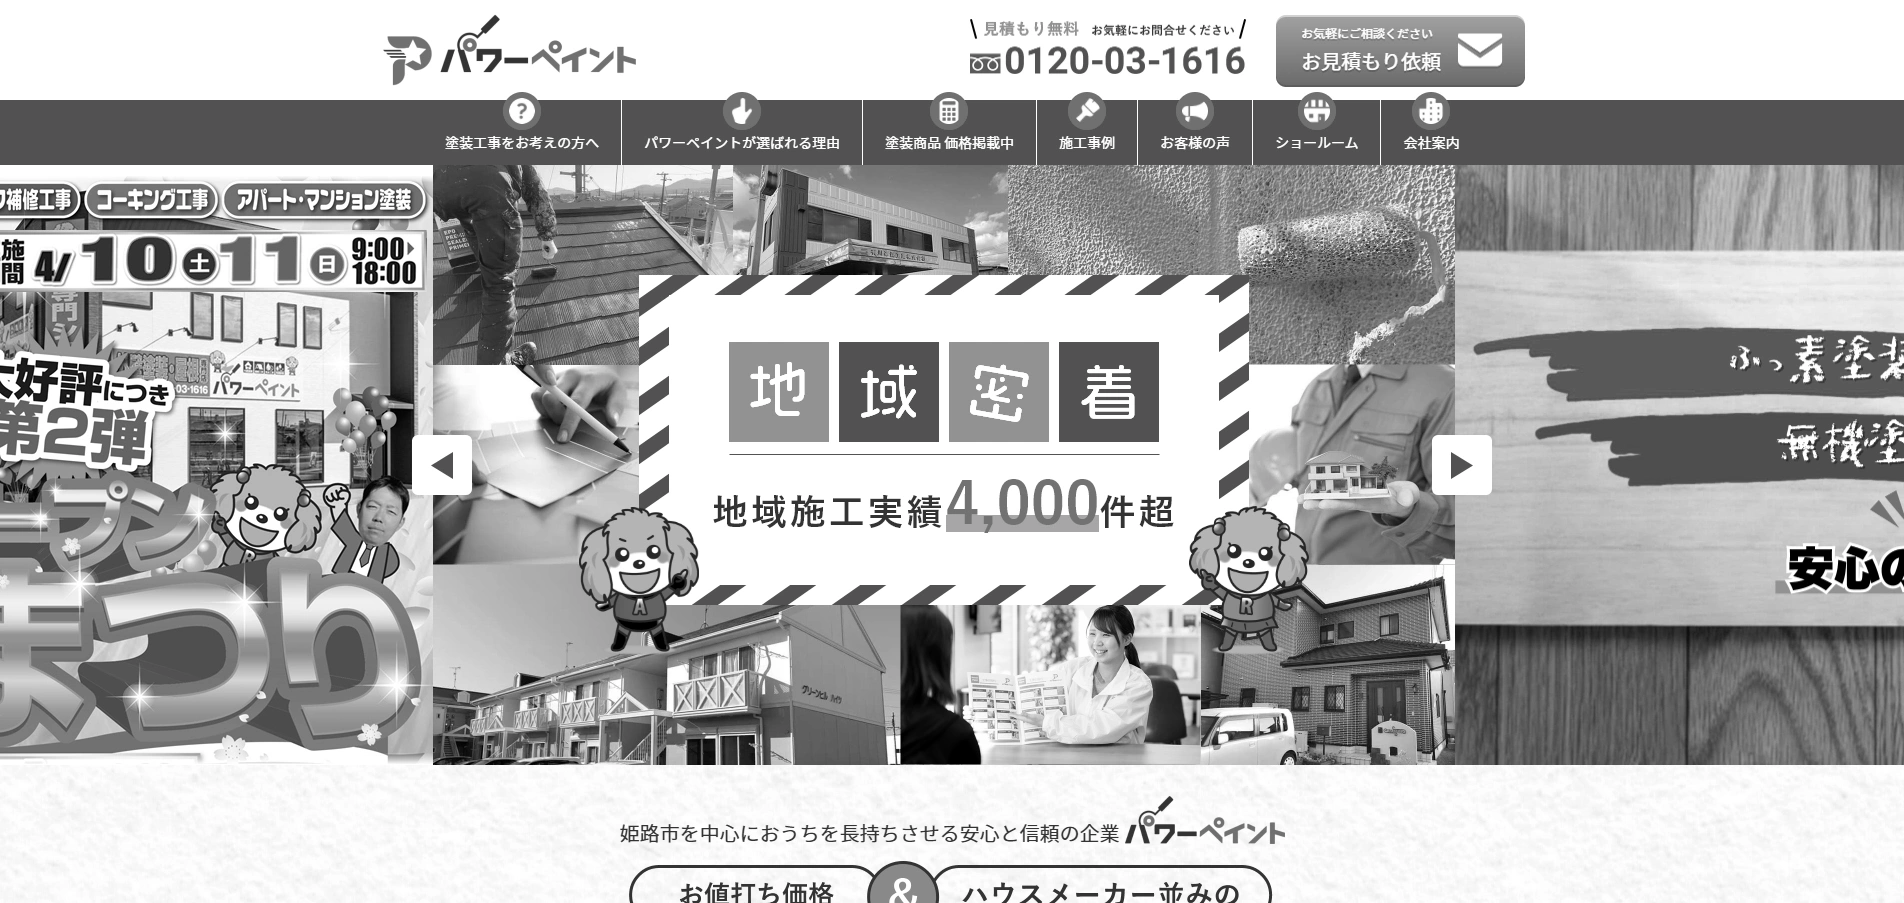 パワーペイント
見積もり無料 お気軽にお問合せください
0120-03-1616
お気軽にご相談ください
お見積もり依頼
塗装工事をお考えの方へ
パワーペイントが選ばれる理由
塗装商品 価格掲載中
施工事例
お客様の声
ショールーム
会社案内
補修工事 コーキング工事 アパート・マンション塗装
施
間
4/10土11日
9:00
18:00
大好評につき
第2弾
パワーペイント
ープン
まつり
地域密着
地域施工実績4,000件超
A
R
グリーンヒル ハイツ
ふっ素塗装
無機塗
安心の
姫路市を中心におうちを長持ちさせる安心と信頼の企業 パワーペイント
お値打ち価格 & ハウスメーカー並みの